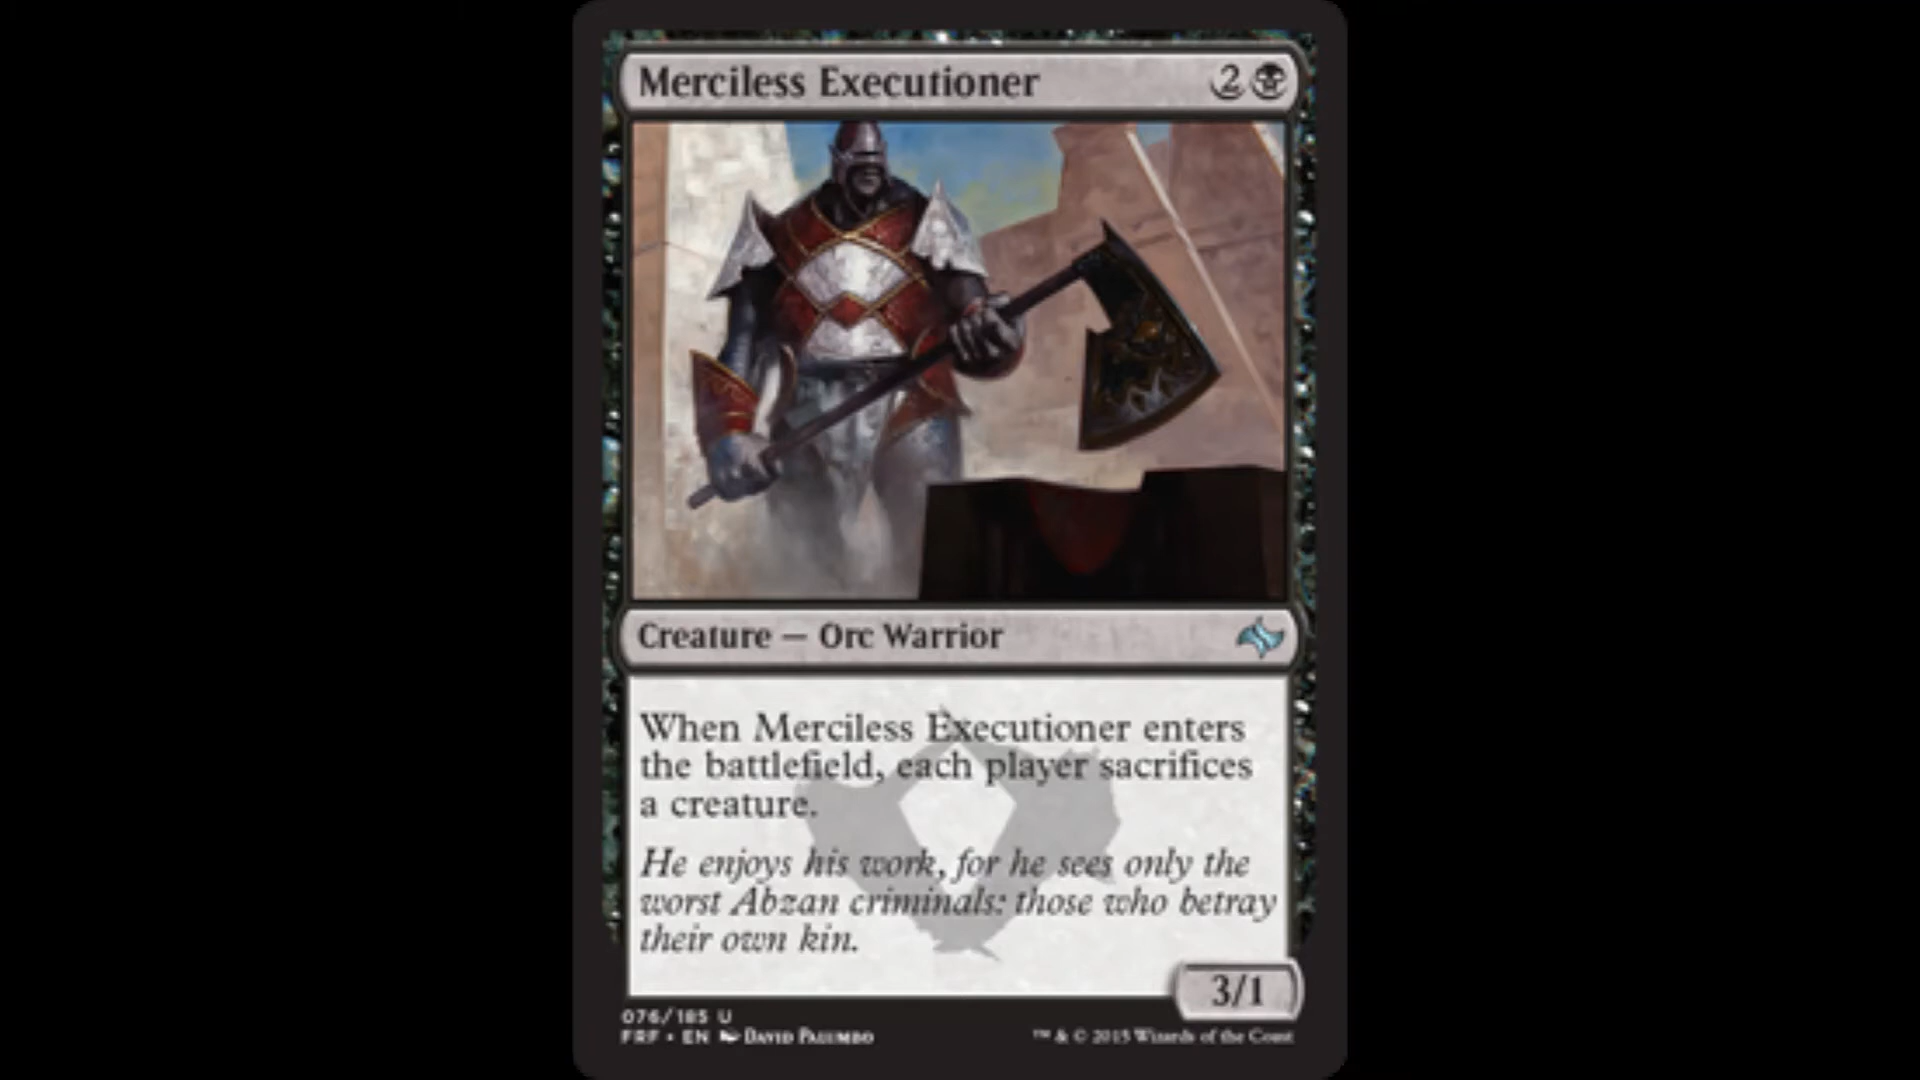 Merciless Executioner 2
Creature — Orc Warrior
When Merciless Executioner enters
the battlefield, each player sacrifices
a creature.
He enjoys his work, for he sees only the
worst Abzan criminals: those who betray
their own kin.
3/1
076/185 U
FRF • EN David Palumbo
™ & © 2015 Wizards of the Coast